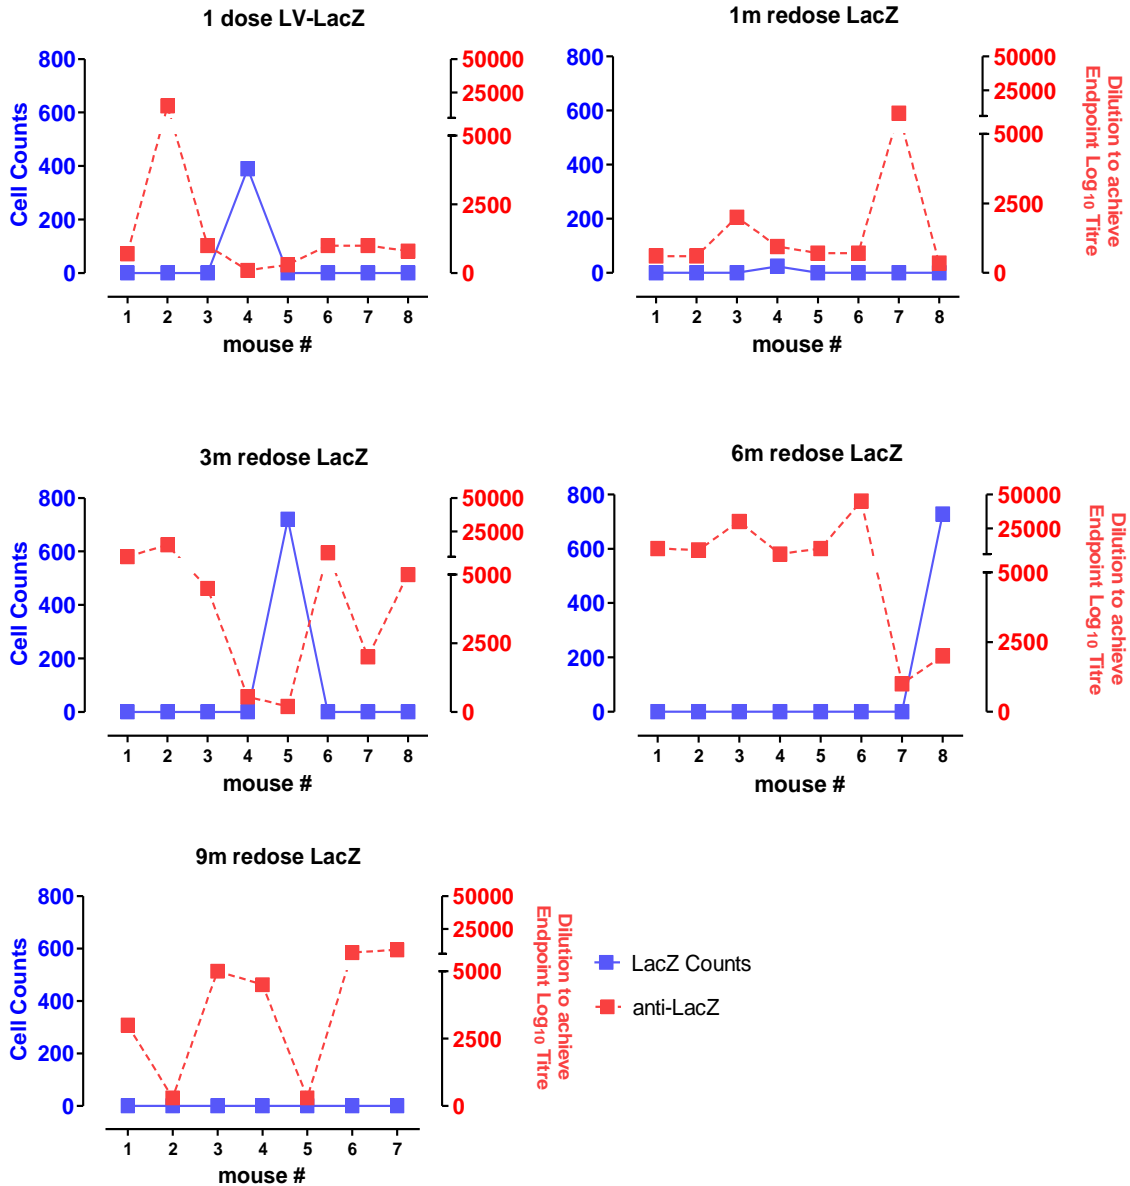 1 dose LV-LacZ
Cell Counts
800
600
400
200
0
50000
25000
5000
2500
0
1 2 3 4 5 6 7 8
mouse #
1m redose LacZ
800
600
400
200
0
50000
25000
5000
2500
0
Dilution to achieve
Endpoint Log10 Titre
1 2 3 4 5 6 7 8
mouse #
3m redose LacZ
Cell Counts
800
600
400
200
0
50000
25000
5000
2500
0
1 2 3 4 5 6 7 8
mouse #
6m redose LacZ
800
600
400
200
0
50000
25000
5000
2500
0
Dilution to achieve
Endpoint Log10 Titre
1 2 3 4 5 6 7 8
mouse #
9m redose LacZ
Cell Counts
800
600
400
200
0
50000
25000
5000
2500
0
Dilution to achieve
Endpoint Log10 Titre
1 2 3 4 5 6 7
mouse #
LacZ Counts
anti-LacZ